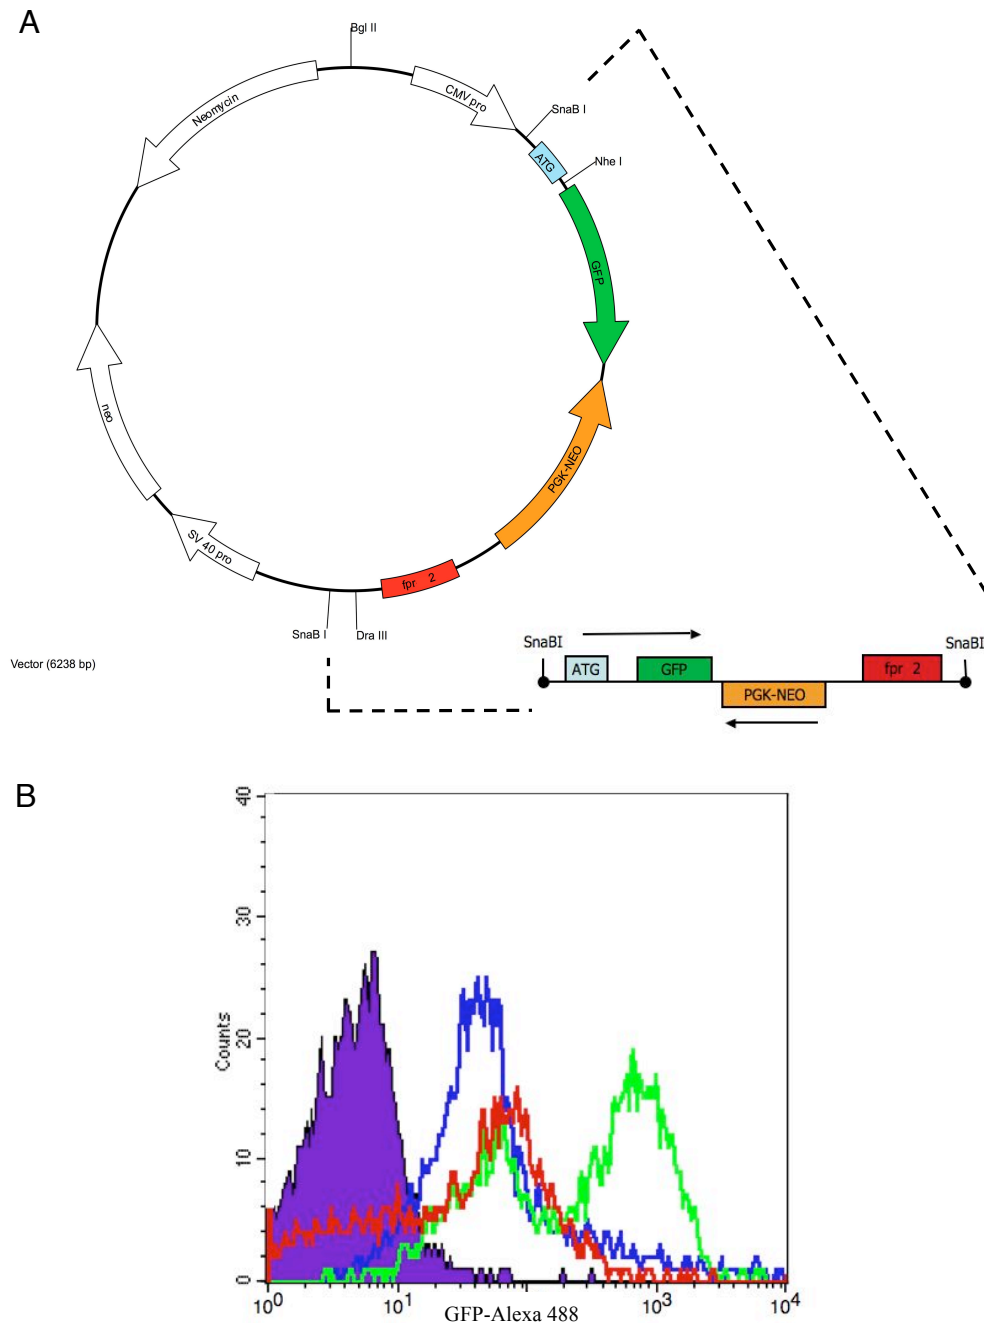 A
Bgl II
CMV pro
Neomycin
SnaB I
ATG
Nhe I
GFP
PGK-NEO
neo
SV 40 pro
fpr 2
SnaB I
Dra III
Vector (6238 bp)
SnaBI
SnaBI
ATG
GFP
fpr 2
PGK-NEO
B
40
30
20
10
0
Counts
10^0
10^1
10^3
10^4
GFP-Alexa 488